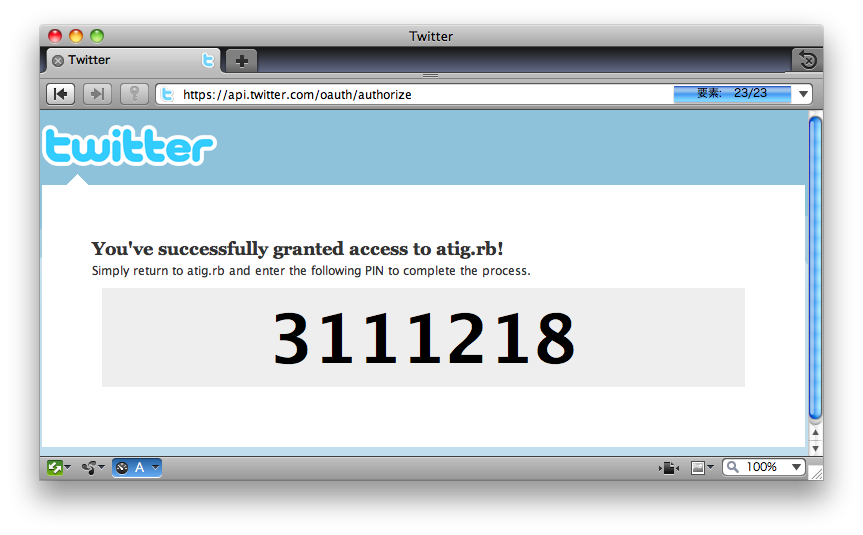 Twitter
Twitter
https://api.twitter.com/oauth/authorize
要素: 23/23
twitter
You've successfully granted access to atig.rb!
Simply return to atig.rb and enter the following PIN to complete the process.
3111218
A
100%